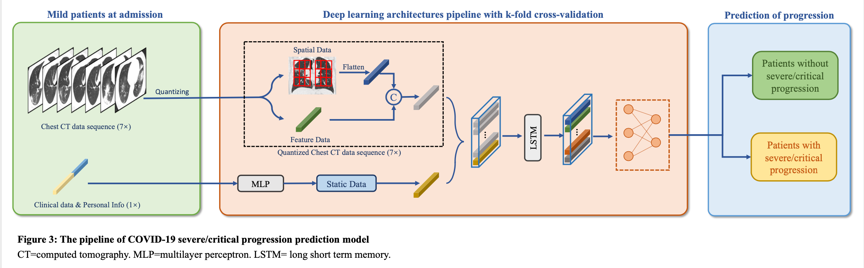 Mild patients at admission
Deep learning architectures pipeline with k-fold cross-validation
Prediction of progression
Chest CT data sequence (7×)
Quantizing
Spatial Data
Flatten
C
Feature Data
Quantized Chest CT data sequence (7×)
Clinical data & Personal Info (1×)
MLP
Static Data
...
LSTM
...
Patients without
severe/critical
progression
Patients with
severe/critical
progression
Figure 3: The pipeline of COVID-19 severe/critical progression prediction model
CT=computed tomography. MLP=multilayer perceptron. LSTM= long short term memory.